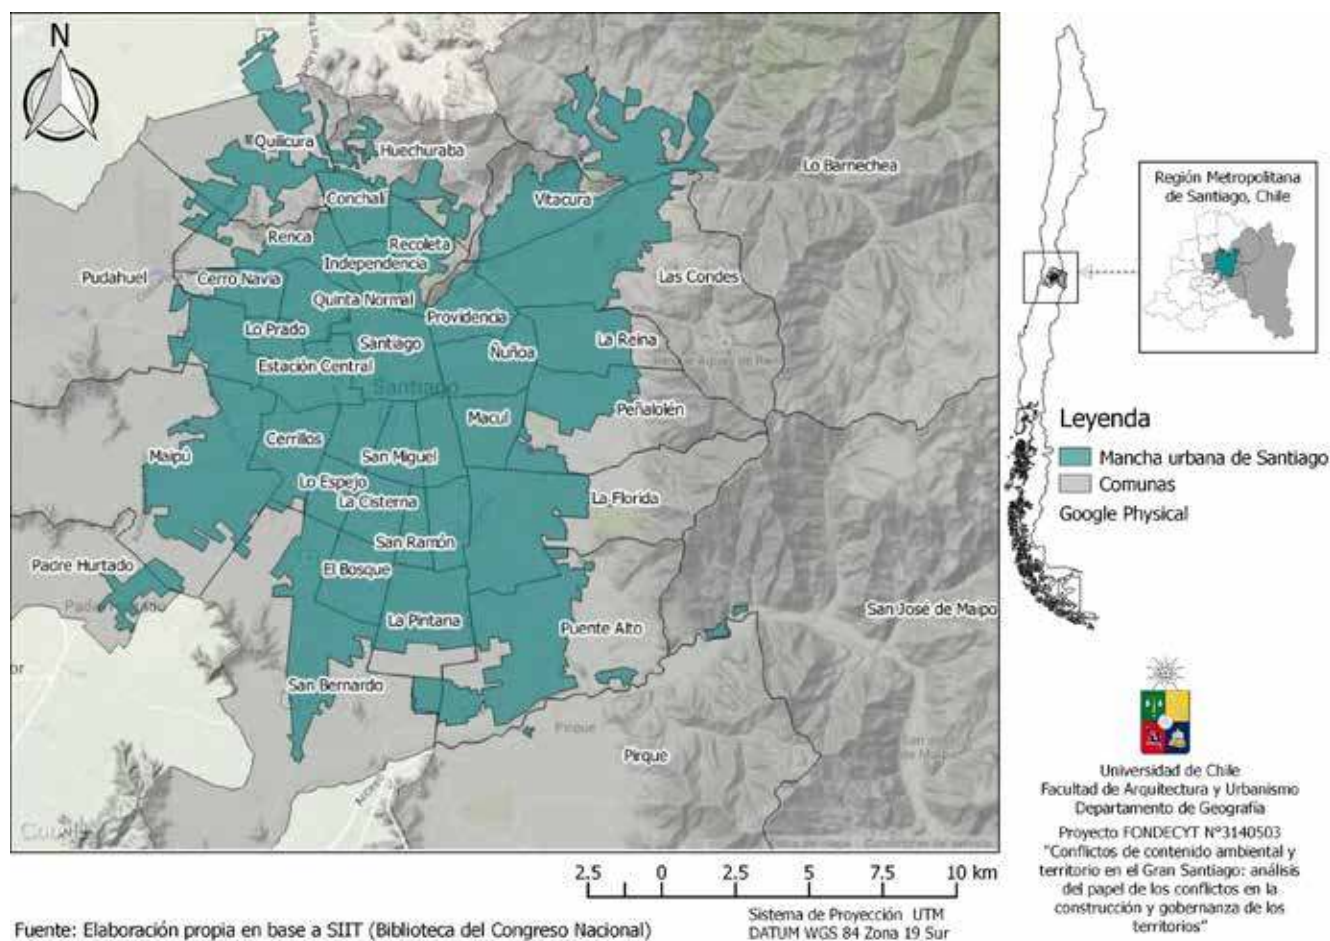 N
Quilicura
Huechuraba
Lo Barnechea
Conchalí
Vitacura
Renca
Recoleta
Independencia
Pudahuel
Cerro Navia
Las Condes
Quinta Normal
Providencia
Lo Prado
Santiago
Ñuñoa
La Reina
Estación Central
Santiago
Peñalolén
Macul
Cerrillos
Maipú
San Miguel
Lo Espejo
La Cisterna
La Florida
San Ramón
Padre Hurtado
El Bosque
San José de Maipo
La Pintana
Puente Alto
San Bernardo
Pirque
Pirque
Región Metropolitana
de Santiago, Chile
Leyenda
Mancha urbana de Santiago
Comunas
Google Physical
Universidad de Chile
Facultad de Arquitectura y Urbanismo
Departamento de Geografía
Proyecto FONDECYT N°3140503
"Conflictos de contenido ambiental y
territorio en el Gran Santiago: análisis
del papel de los conflictos en la
construcción y gobernanza de los
territorios"
2.5 0 2.5 5 7.5 10 km
Sistema de Proyección UTM
DATUM WGS 84 Zona 19 Sur
Fuente: Elaboración propia en base a SIIT (Biblioteca del Congreso Nacional)